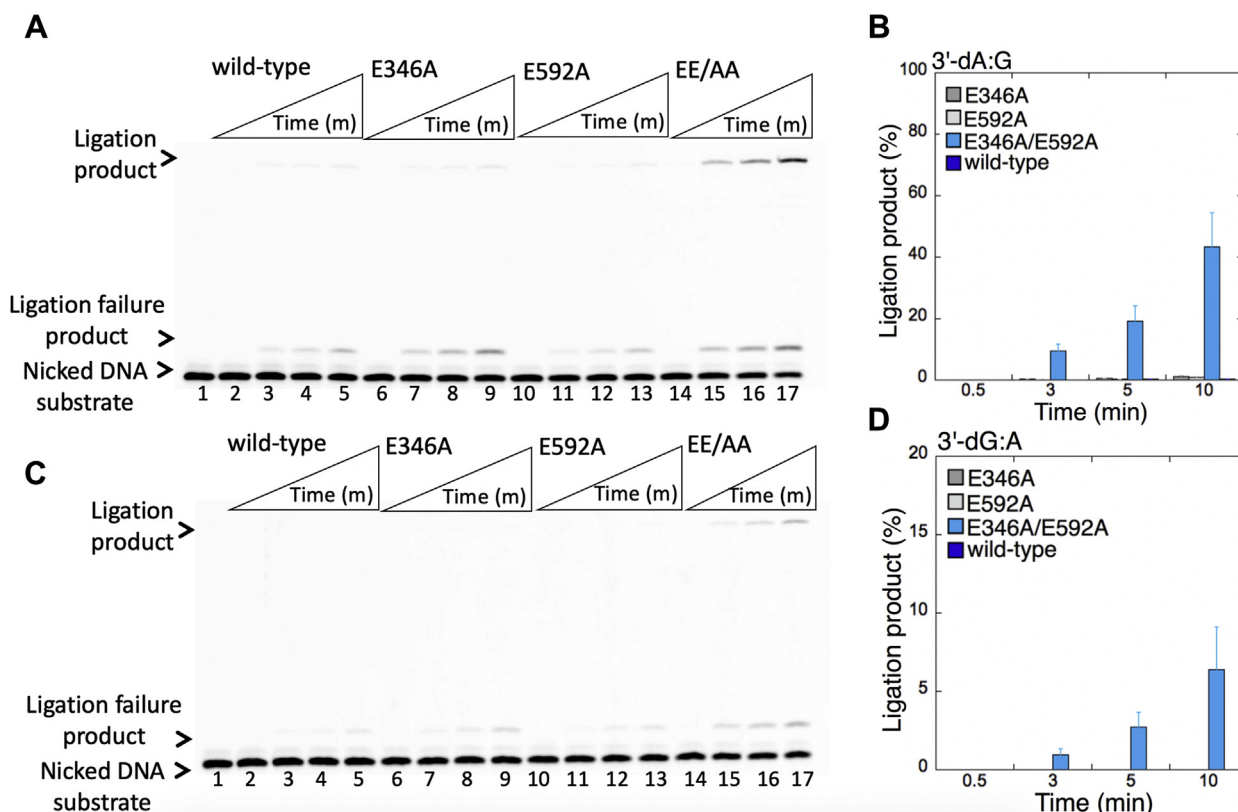 A
wild-type
E346A
E592A
EE/AA
Time (m)
Time (m)
Time (m)
Time (m)
Ligation
product
Ligation failure
product
Nicked DNA
substrate
1 2 3 4 5 6 7 8 9 10 11 12 13 14 15 16 17
B
3'-dA:G
E346A
E592A
E346A/E592A
wild-type
Ligation product (%)
100
80
60
40
20
0
0.5 3 5 10
Time (min)
C
wild-type
E346A
E592A
EE/AA
Time (m)
Time (m)
Time (m)
Time (m)
Ligation
product
Ligation failure
product
Nicked DNA
substrate
1 2 3 4 5 6 7 8 9 10 11 12 13 14 15 16 17
D
3'-dG:A
E346A
E592A
E346A/E592A
wild-type
Ligation product (%)
20
15
10
5
0
0.5 3 5 10
Time (min)